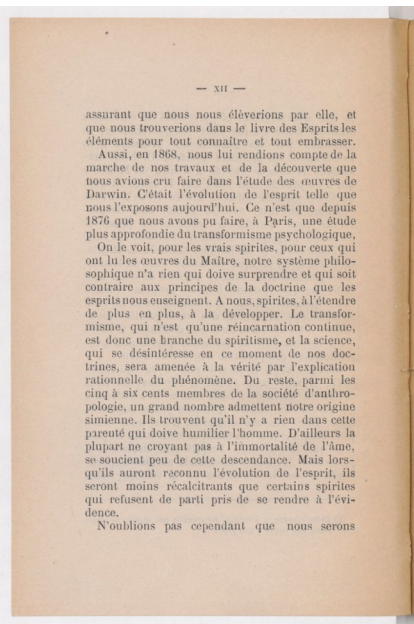 — XII —
assurant que nous nous élèverions par elle, et
que nous trouverions dans le livre des Esprits les
éléments pour tout connaître et tout embrasser.
Aussi, en 1868, nous lui rendions compte de la
marche de nos travaux et de la découverte que
nous avions cru faire dans l'étude des œuvres de
Darwin. C'était l'évolution de l'esprit telle que
nous l'exposons aujourd'hui. Ce n'est que depuis
1876 que nous avons pu faire, à Paris, une étude
plus approfondie du transformisme psychologique,
On le voit, pour les vrais spirites, pour ceux qui
ont lu les œuvres du Maître, notre système philo-
sophique n'a rien qui doive surprendre et qui soit
contraire aux principes de la doctrine que les
esprits nous enseignent. A nous, spirites, à l'étendre
de plus en plus, à la développer. Le transfor-
misme, qui n'est qu'une réincarnation continue,
est donc une branche du spiritisme, et la science,
qui se désintéresse en ce moment de nos doc-
trines, sera amenée à la vérité par l'explication
rationnelle du phénomène. Du reste, parmi les
cinq à six cents membres de la société d'anthro-
pologie, un grand nombre admettent notre origine
simienne. Ils trouvent qu'il n'y a rien dans cette
parenté qui doive humilier l'homme. D'ailleurs la
plupart ne croyant pas à l'immortalité de l'âme,
se soucient peu de cette descendance. Mais lors-
qu'ils auront reconnu l'évolution de l'esprit, ils
seront moins récalcitrants que certains spirites
qui refusent de parti pris de se rendre à l'évi-
dence.
N'oublions pas cependant que nous serons